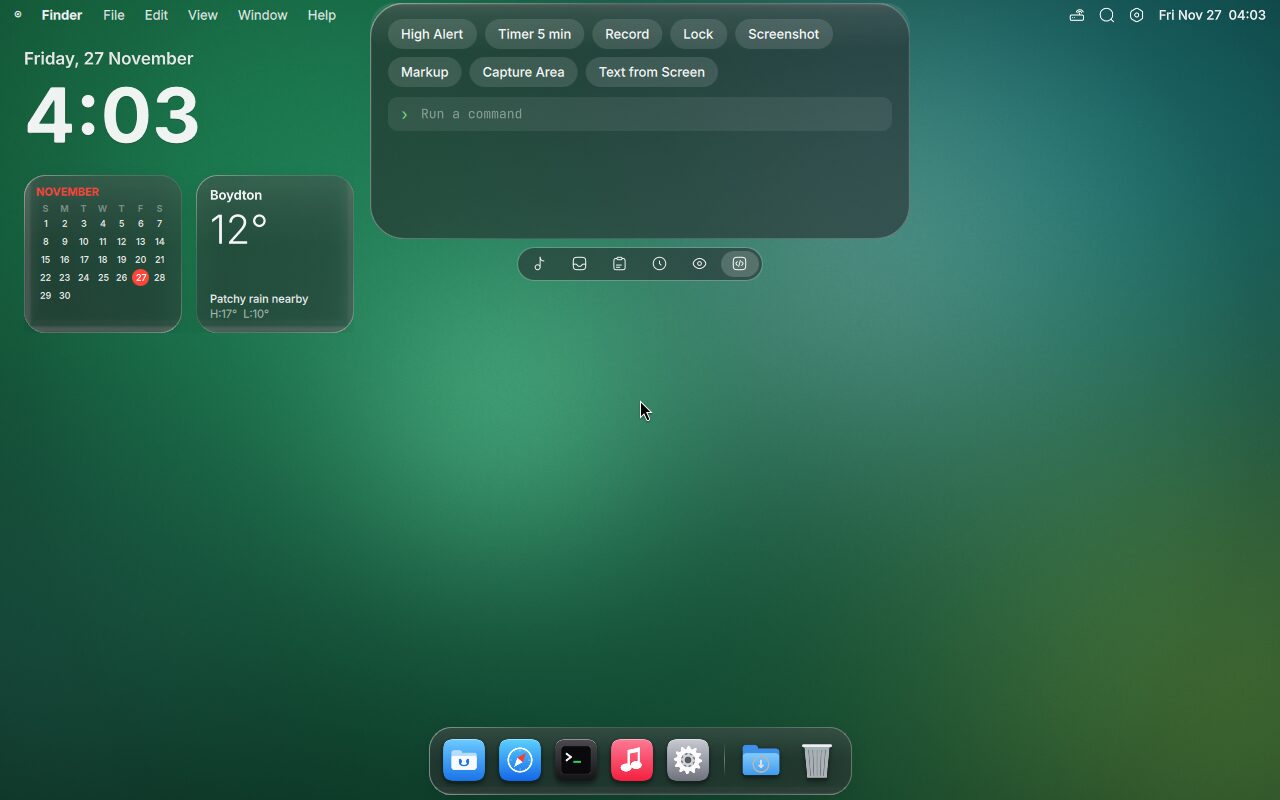 Finder File Edit View Window Help
Fri Nov 27 04:03
Friday, 27 November
4:03
NOVEMBER
S M T W T F S
1 2 3 4 5 6 7
8 9 10 11 12 13 14
15 16 17 18 19 20 21
22 23 24 25 26 27 28
29 30
Boydton
12°
Patchy rain nearby
H:17° L:10°
High Alert Timer 5 min Record Lock Screenshot
Markup Capture Area Text from Screen
› Run a command